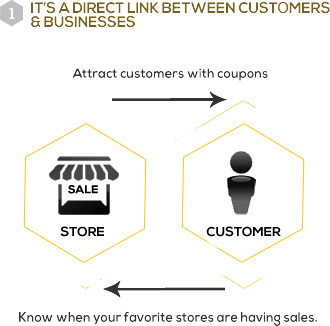 1
IT'S A DIRECT LINK BETWEEN CUSTOMERS
& BUSINESSES
Attract customers with coupons
SALE
STORE
CUSTOMER
Know when your favorite stores are having sales.